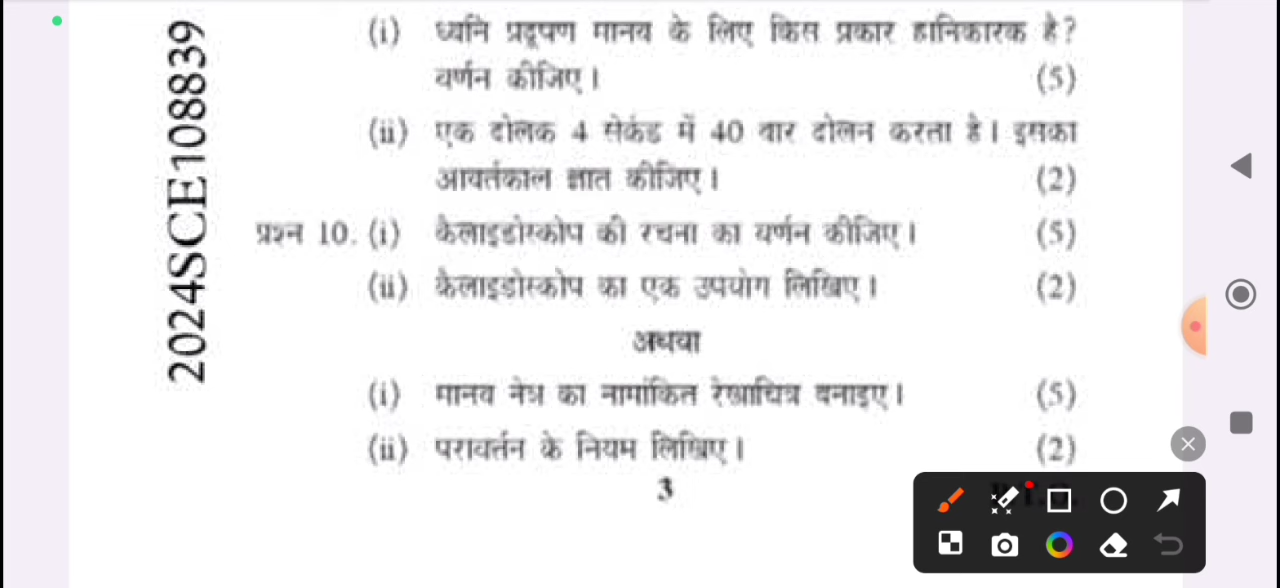 2024SCE108839
(i) ध्वनि प्रदूषण मानव के लिए किस प्रकार हानिकारक है?
वर्णन कीजिए। (5)
(ii) एक दोलक 4 सेकंड में 40 बार दोलन करता है। इसका
आवर्तकाल ज्ञात कीजिए। (2)
प्रश्न 10. (i) कैलाइडोस्कोप की रचना का वर्णन कीजिए। (5)
(ii) कैलाइडोस्कोप का एक उपयोग लिखिए। (2)
अथवा
(i) मानव नेत्र का नामांकित रेखाचित्र बनाइए। (5)
(ii) परावर्तन के नियम लिखिए। (2)
3